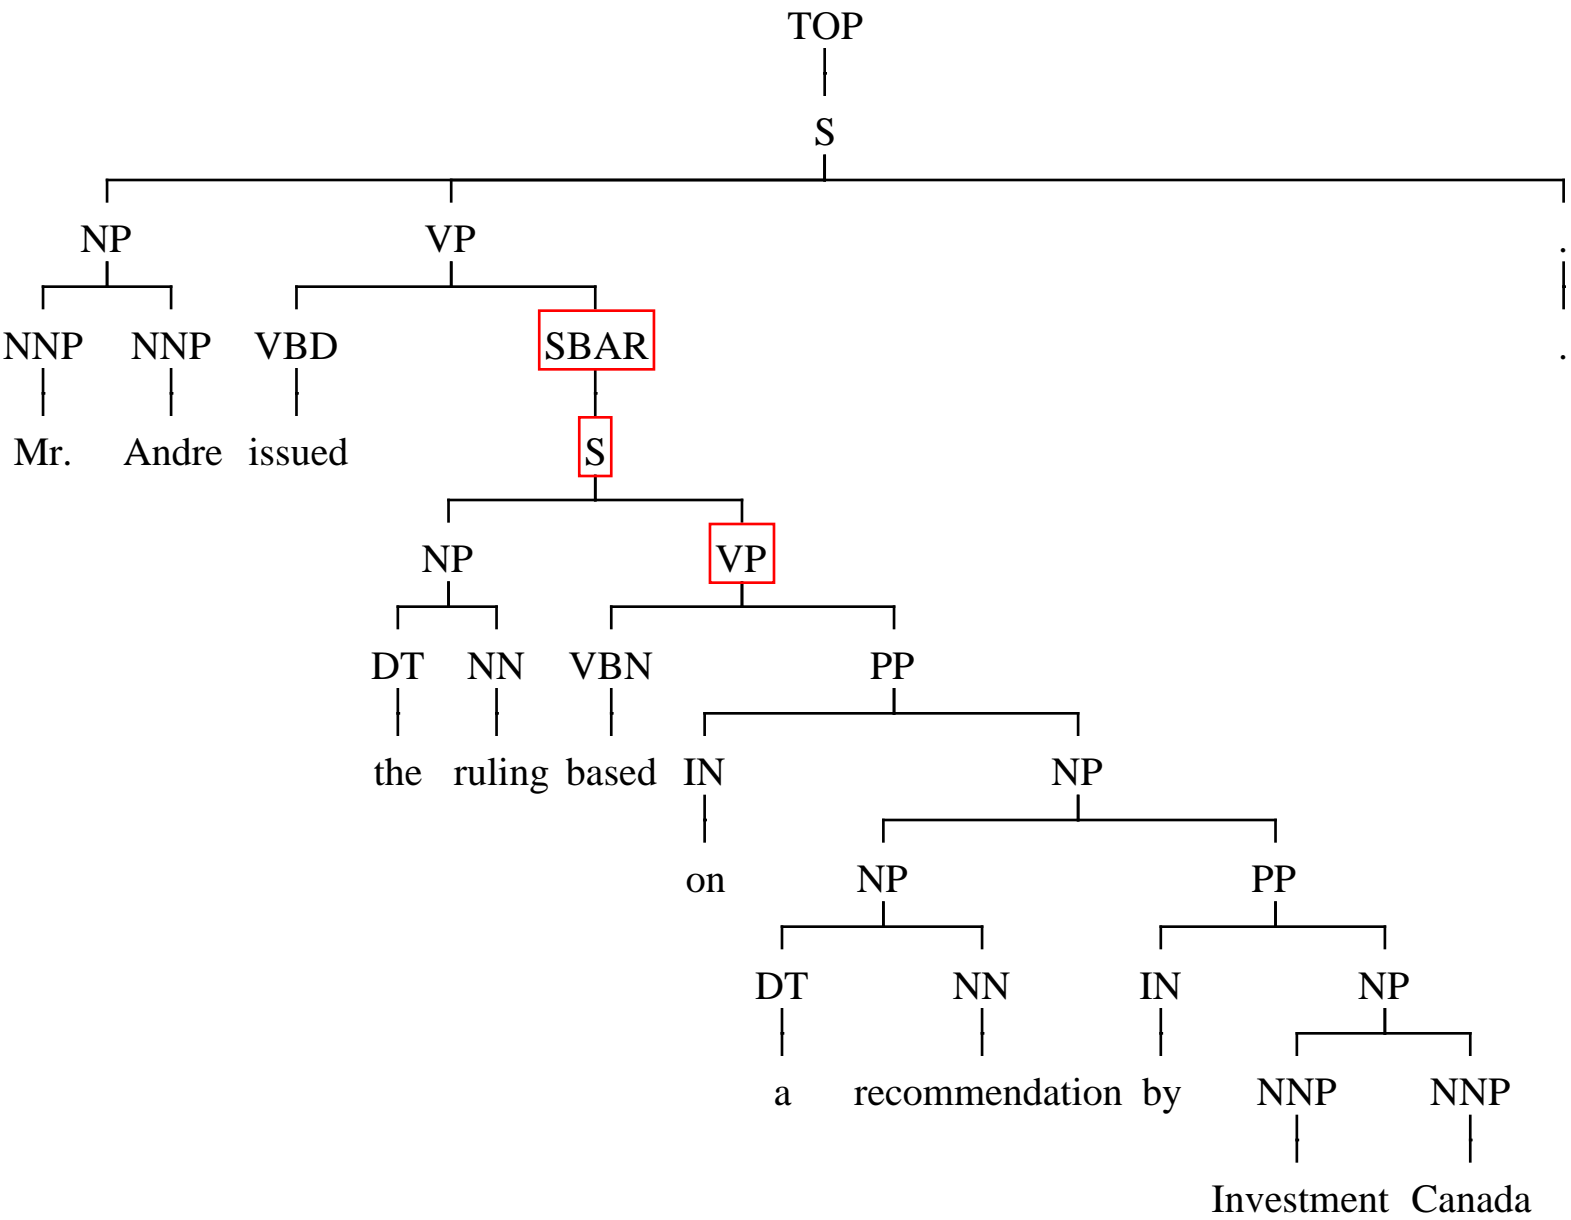 TOP
S
NP VP .
NNP NNP VBD SBAR .
Mr. Andre issued S
NP VP
DT NN VBN PP
the ruling based IN NP
on NP PP
DT NN IN NP
a recommendation by NNP NNP
Investment Canada